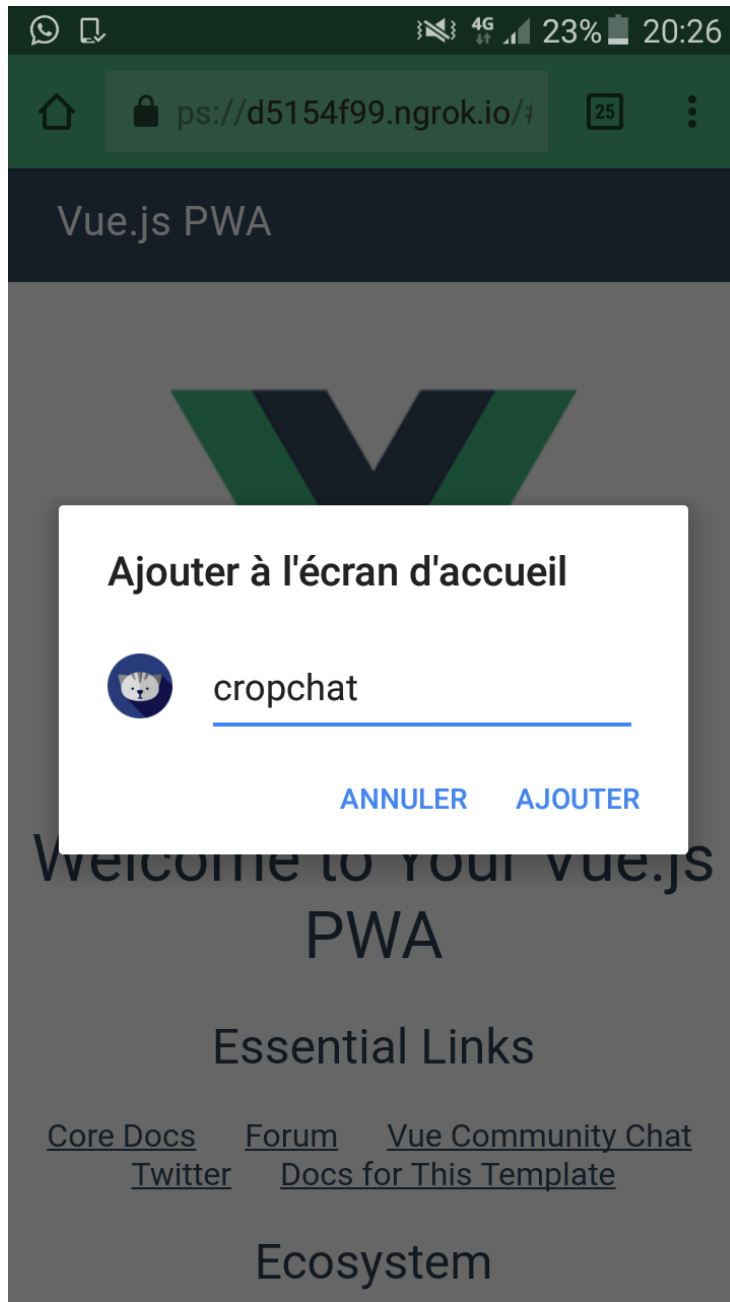 4G 23% 20:26
ps://d5154f99.ngrok.io/# 25
Vue.js PWA
Ajouter à l'écran d'accueil
cropchat
ANNULER AJOUTER
Welcome to Your Vue.js
PWA
Essential Links
Core Docs Forum Vue Community Chat
Twitter Docs for This Template
Ecosystem